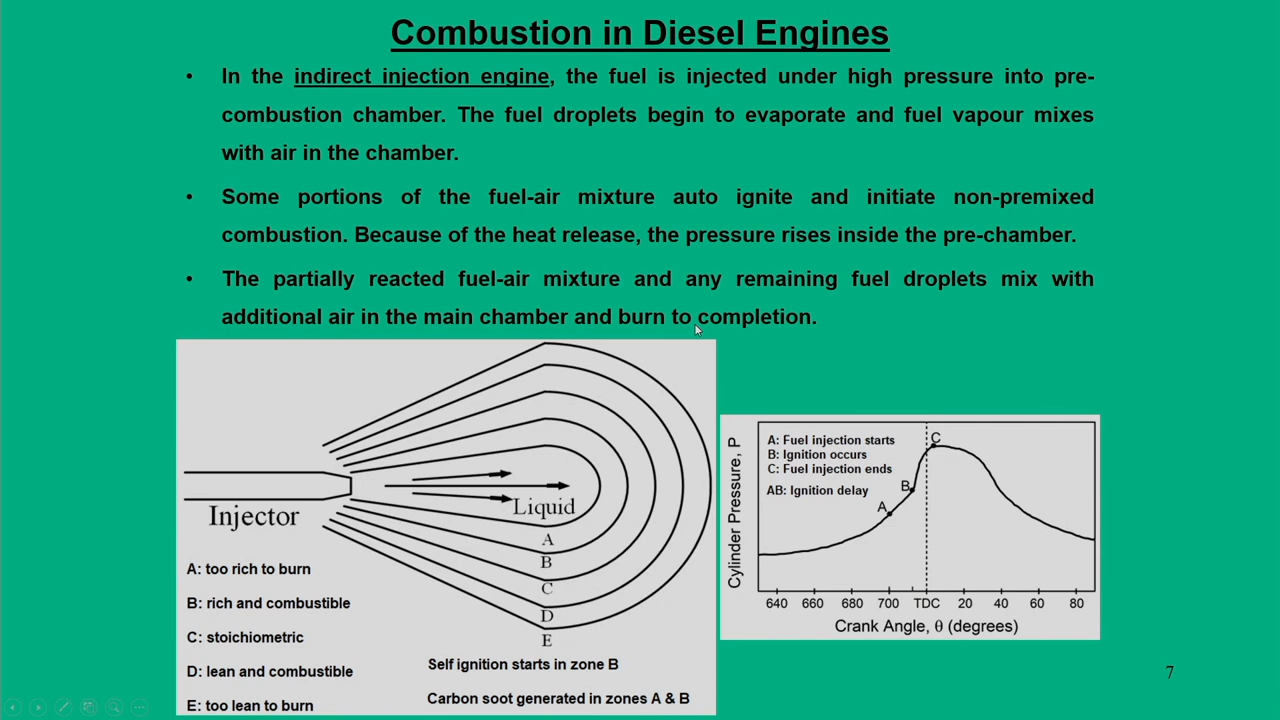 Combustion in Diesel Engines
• In the indirect injection engine, the fuel is injected under high pressure into pre-
combustion chamber. The fuel droplets begin to evaporate and fuel vapour mixes
with air in the chamber.
• Some portions of the fuel-air mixture auto ignite and initiate non-premixed
combustion. Because of the heat release, the pressure rises inside the pre-chamber.
• The partially reacted fuel-air mixture and any remaining fuel droplets mix with
additional air in the main chamber and burn to completion.
Injector
Liquid
A
B
C
D
E
A: too rich to burn
B: rich and combustible
C: stoichiometric
D: lean and combustible
E: too lean to burn
Self ignition starts in zone B
Carbon soot generated in zones A & B
Cylinder Pressure, P
A: Fuel injection starts
B: Ignition occurs
C: Fuel injection ends
AB: Ignition delay
A
B
C
640 660 680 700 TDC 20 40 60 80
Crank Angle, θ (degrees)
7